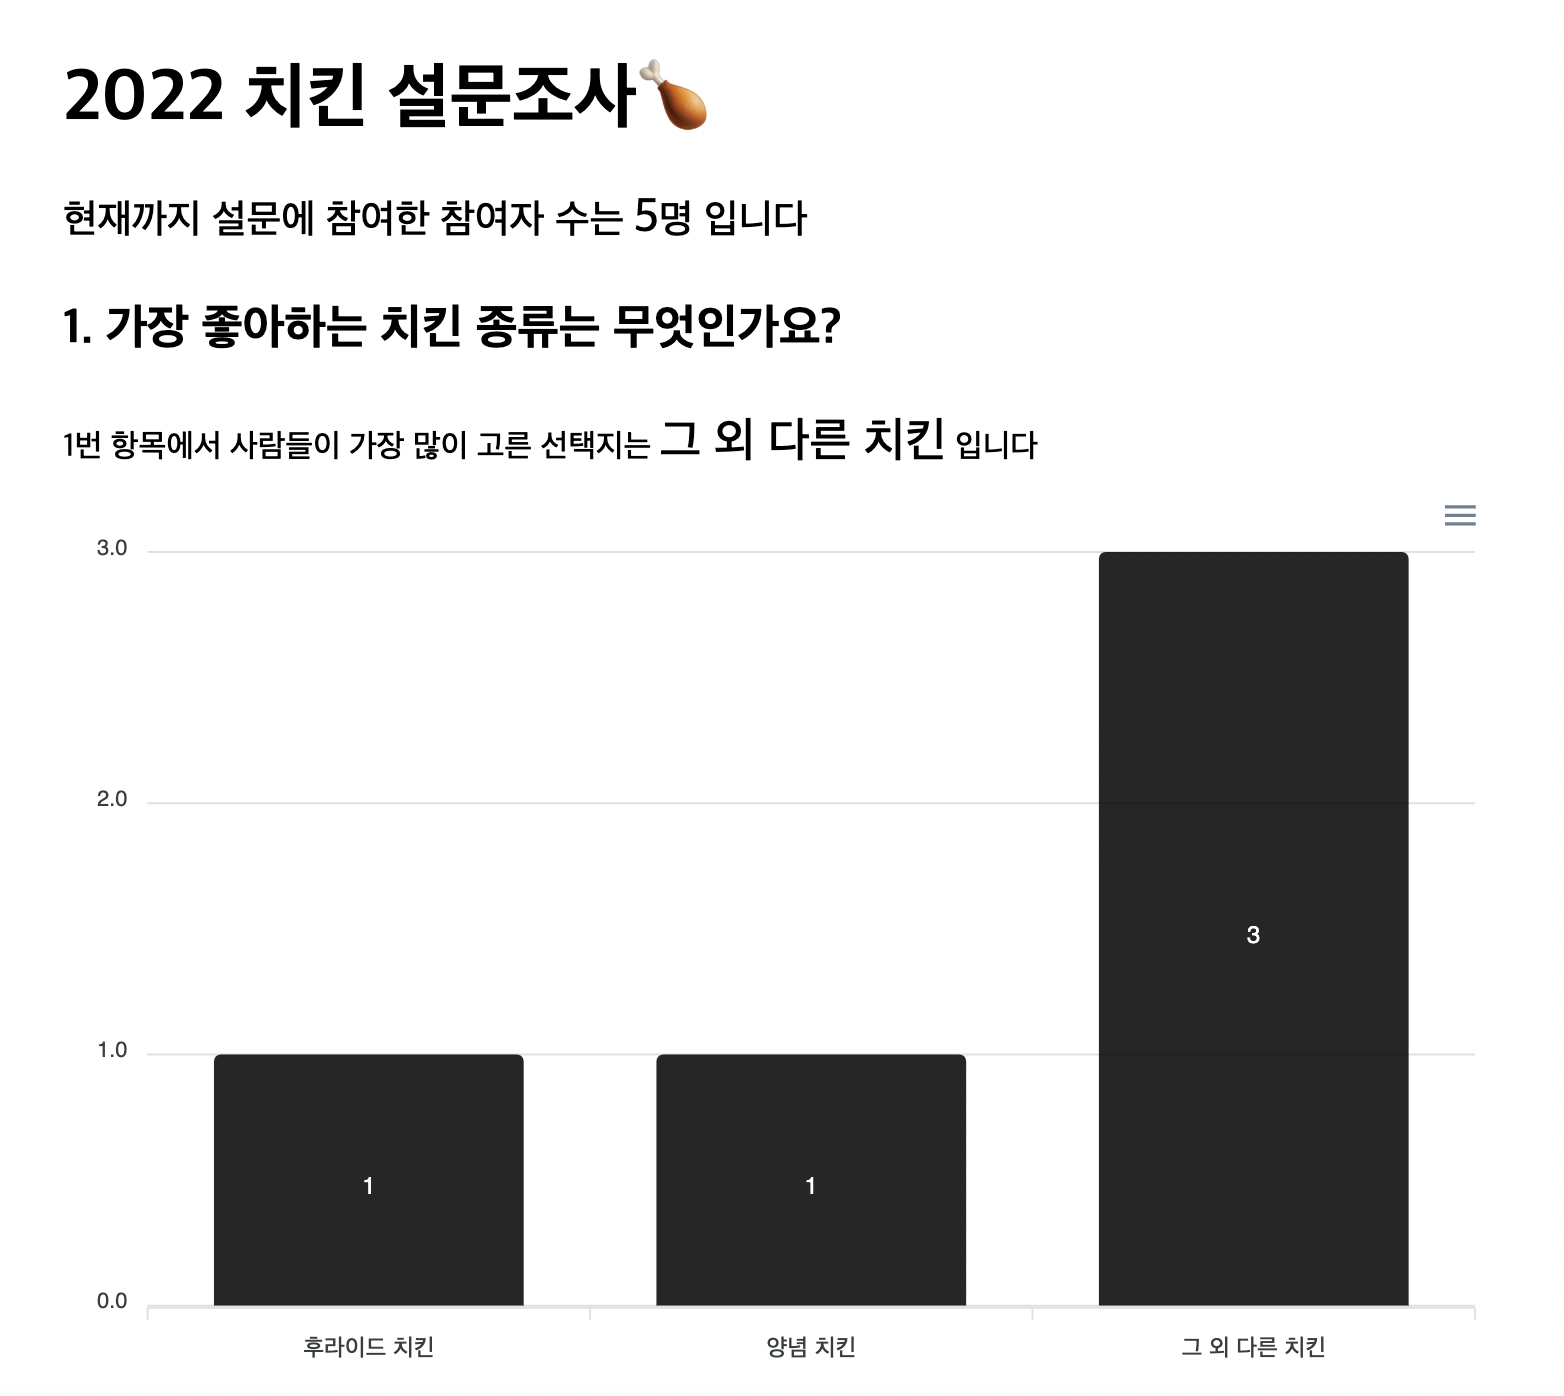 2022 치킨 설문조사🍗
현재까지 설문에 참여한 참여자 수는 5명 입니다
1. 가장 좋아하는 치킨 종류는 무엇인가요?
1번 항목에서 사람들이 가장 많이 고른 선택지는 그 외 다른 치킨 입니다
3.0
2.0
1.0
0.0
1
1
3
후라이드 치킨
양념 치킨
그 외 다른 치킨